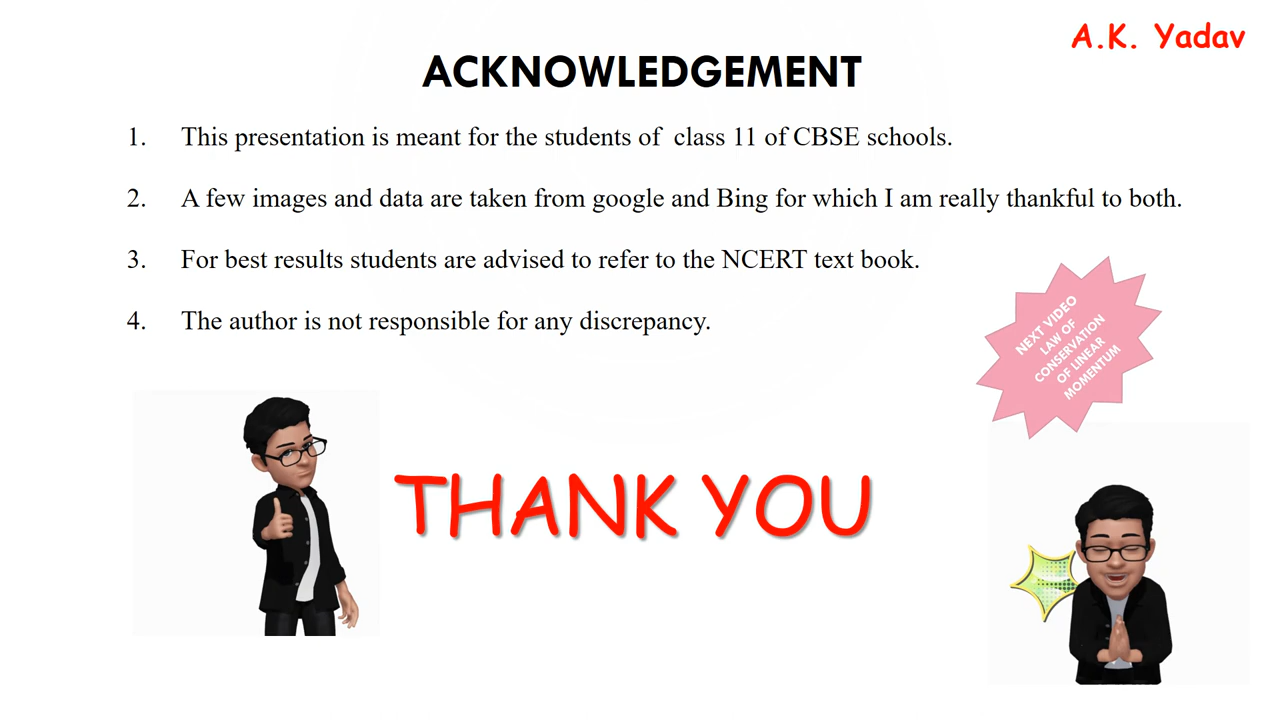 A.K. Yadav
ACKNOWLEDGEMENT
1. This presentation is meant for the students of class 11 of CBSE schools.
2. A few images and data are taken from google and Bing for which I am really thankful to both.
3. For best results students are advised to refer to the NCERT text book.
4. The author is not responsible for any discrepancy.
NEXT VIDEO
LAW OF
CONSERVATION
OF LINEAR
MOMENTUM
THANK YOU